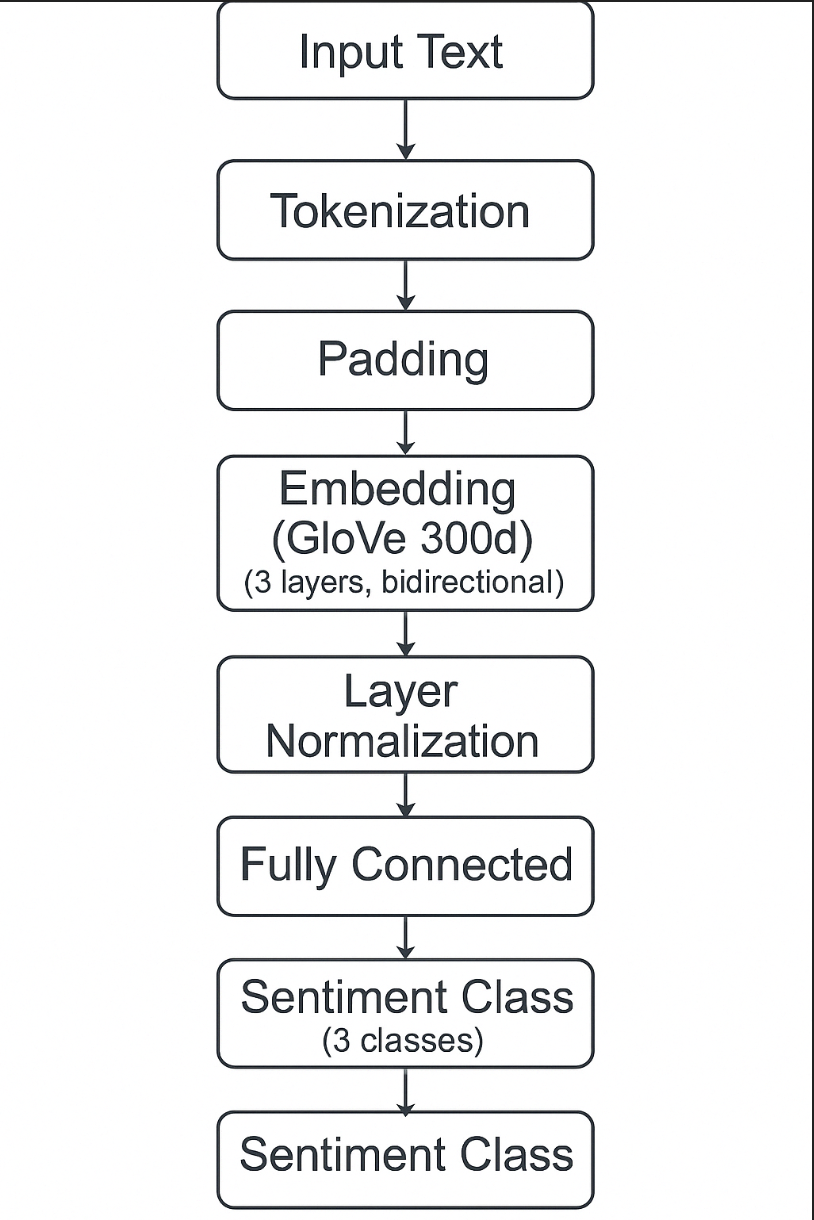 Input Text
Tokenization
Padding
Embedding
(GloVe 300d)
(3 layers, bidirectional)
Layer
Normalization
Fully Connected
Sentiment Class
(3 classes)
Sentiment Class